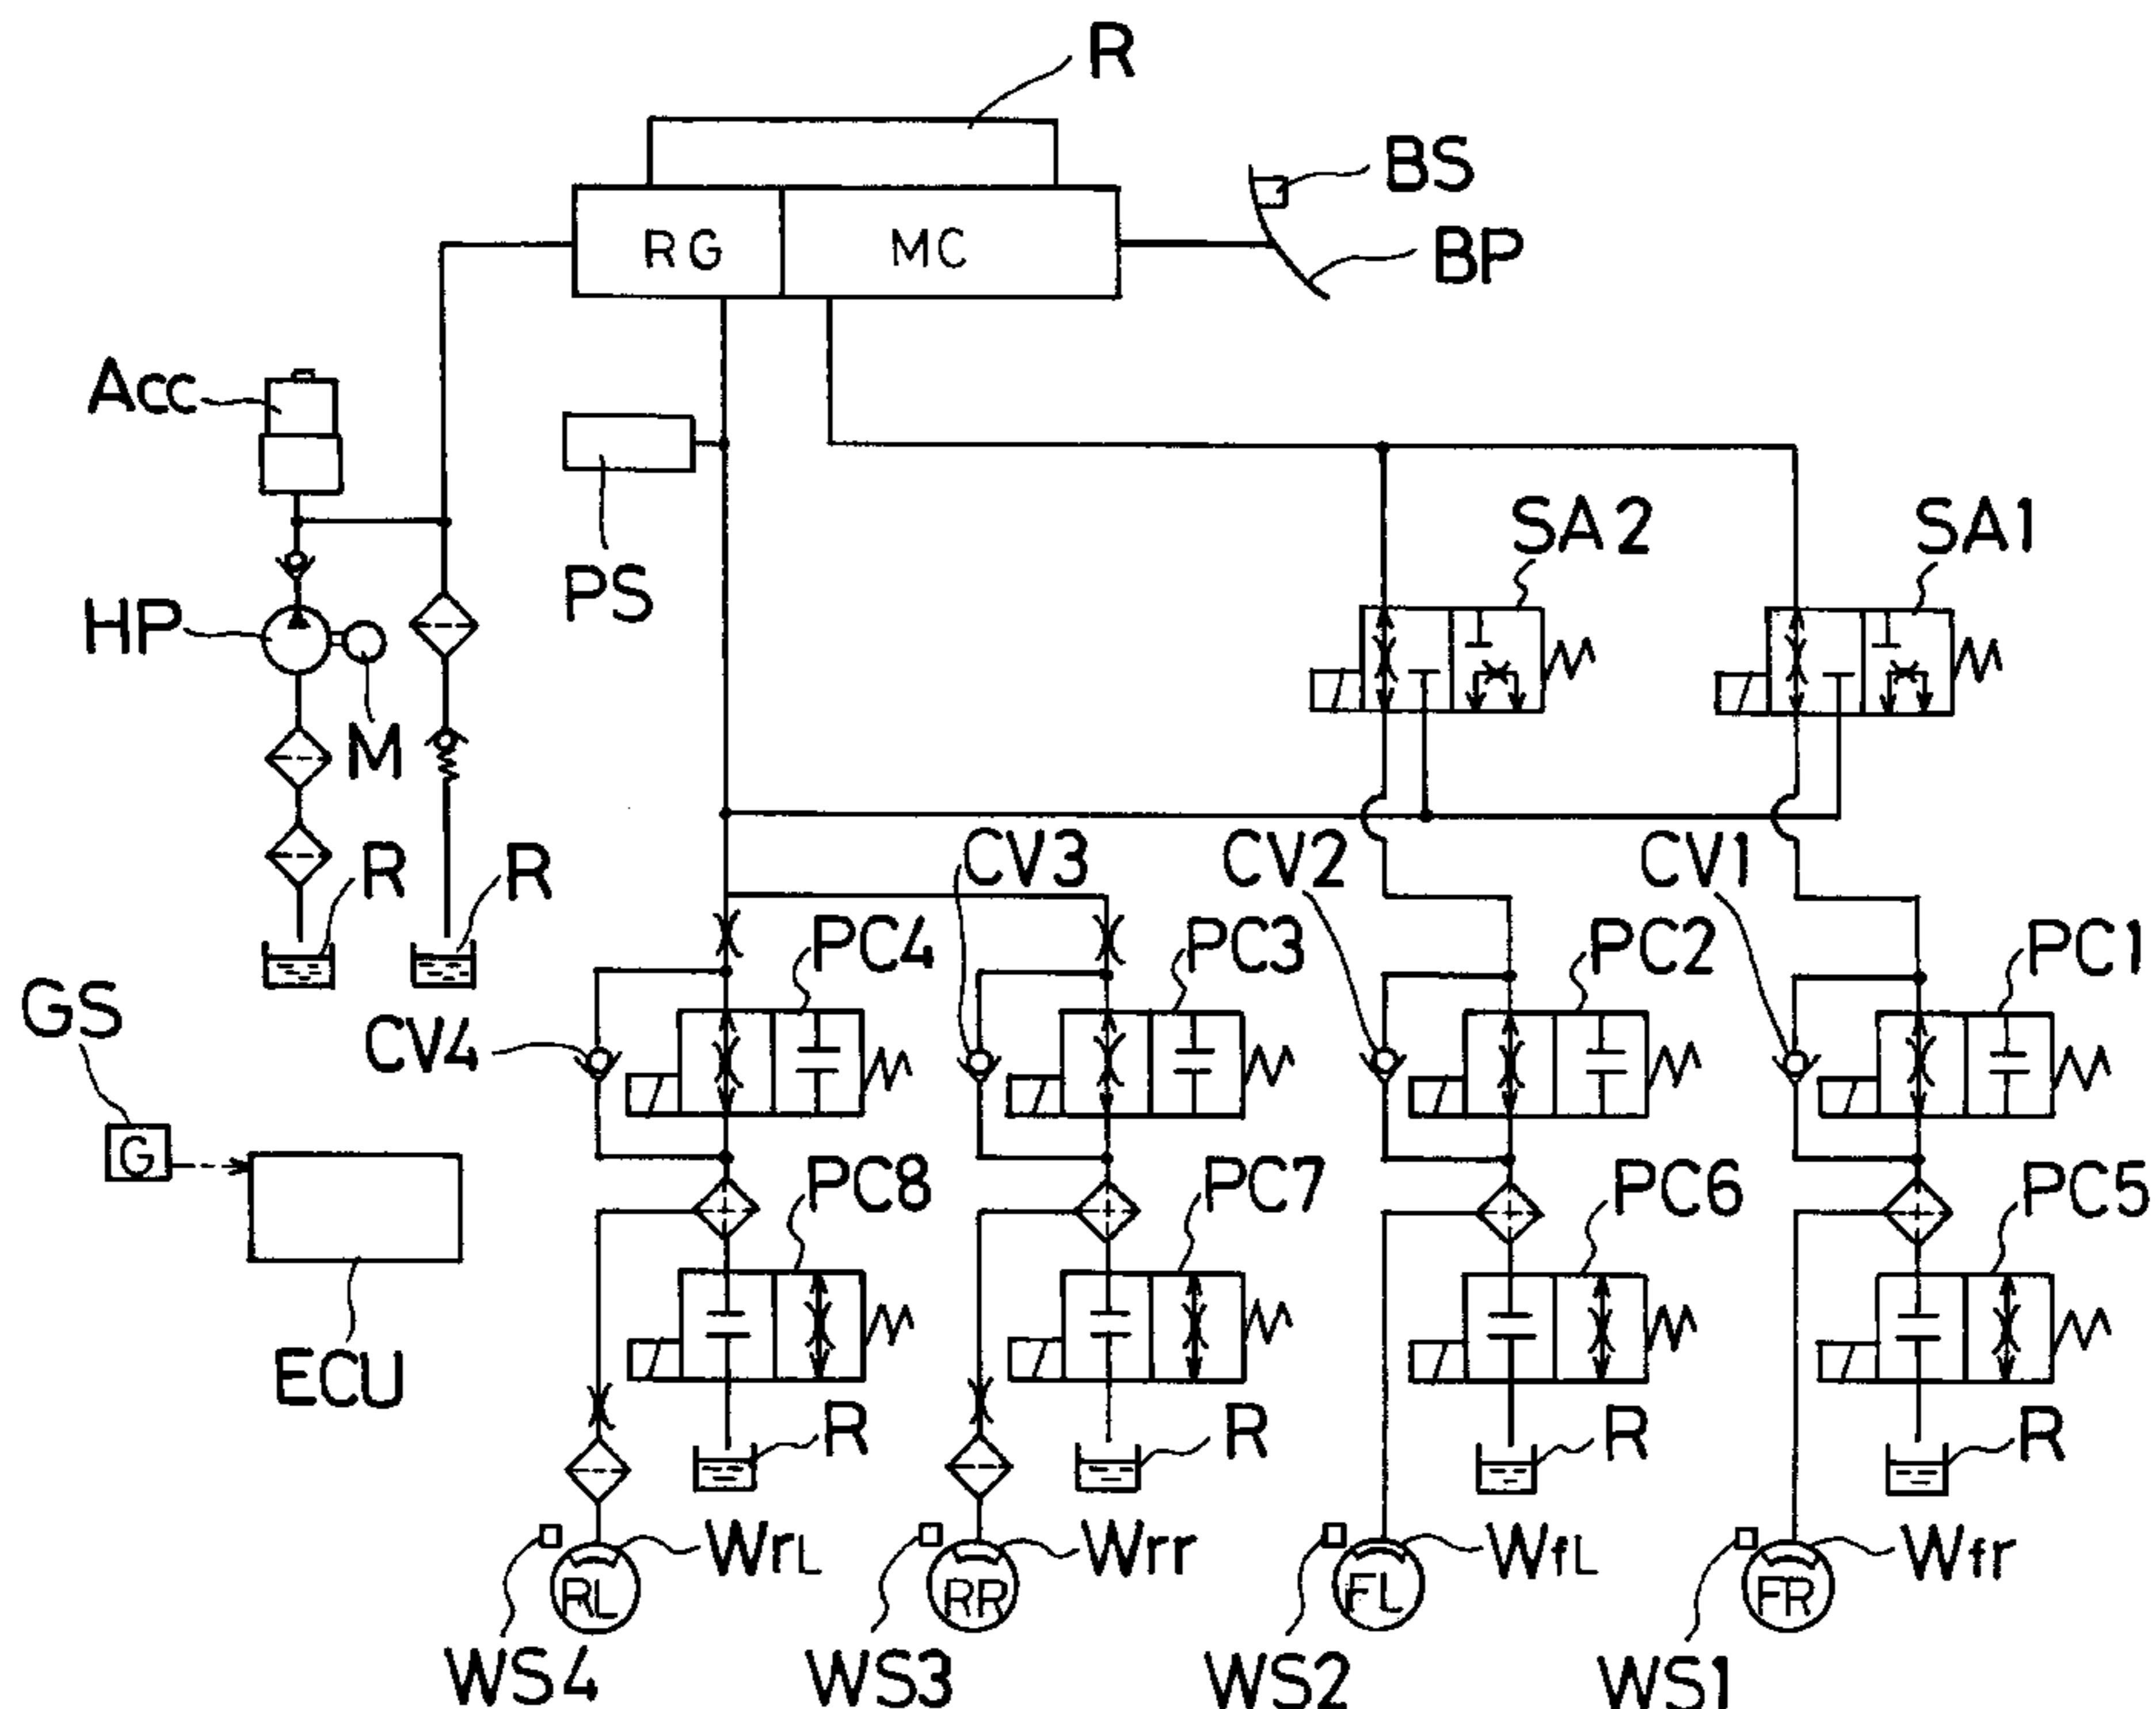 R
BS
RG MC
BP
Acc
PS
SA2
SA1
HP
M
R
R
CV3
CV2
CV1
PC4
PC3
PC2
PC1
GS
CV4
G
PC8
PC7
PC6
PC5
ECU
R
R
R
R
WrL
Wrr
WfL
Wfr
RL
RR
FL
FR
WS4
WS3
WS2
WS1